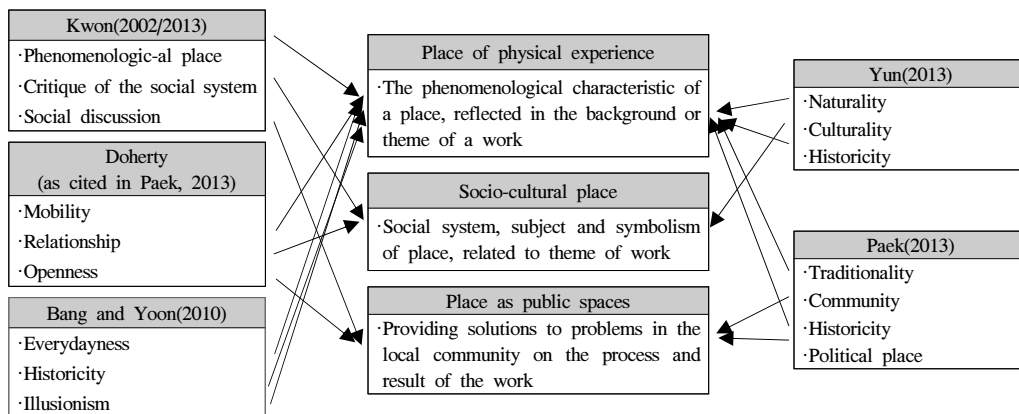 Kwon(2002/2013)
·Phenomenologic-al place
·Critique of the social system
·Social discussion
Doherty
(as cited in Paek, 2013)
·Mobility
·Relationship
·Openness
Bang and Yoon(2010)
·Everydayness
·Historicity
·Illusionism
Place of physical experience
·The phenomenological characteristic of
a place, reflected in the background or
theme of a work
Socio-cultural place
·Social system, subject and symbolism
of place, related to theme of work
Place as public spaces
·Providing solutions to problems in the
local community on the process and
result of the work
Yun(2013)
·Naturality
·Culturality
·Historicity
Paek(2013)
·Traditionality
·Community
·Historicity
·Political place